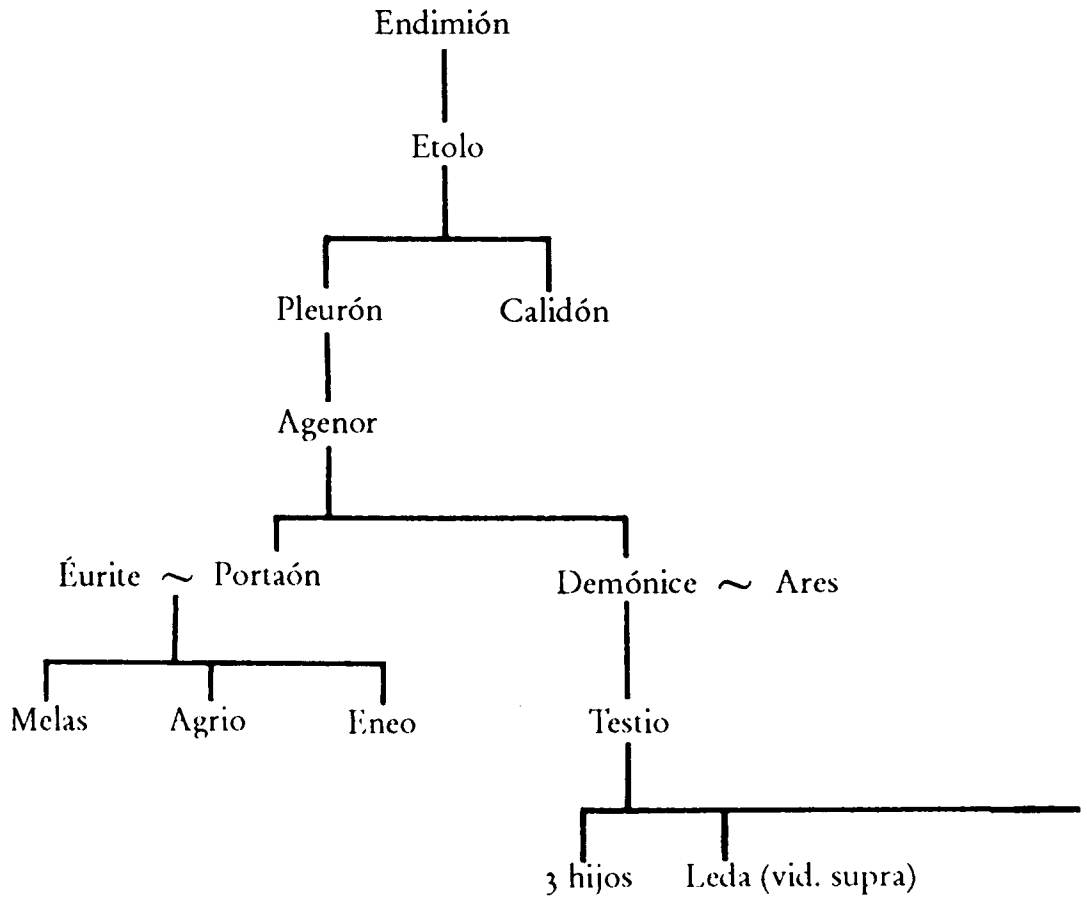 Endimión
Etolo
Pleurón Calidón
Agenor
Éurite ~ Portaón
Demónice ~ Ares
Melas Agrio Eneo
Testio
3 hijos Leda (vid. supra)